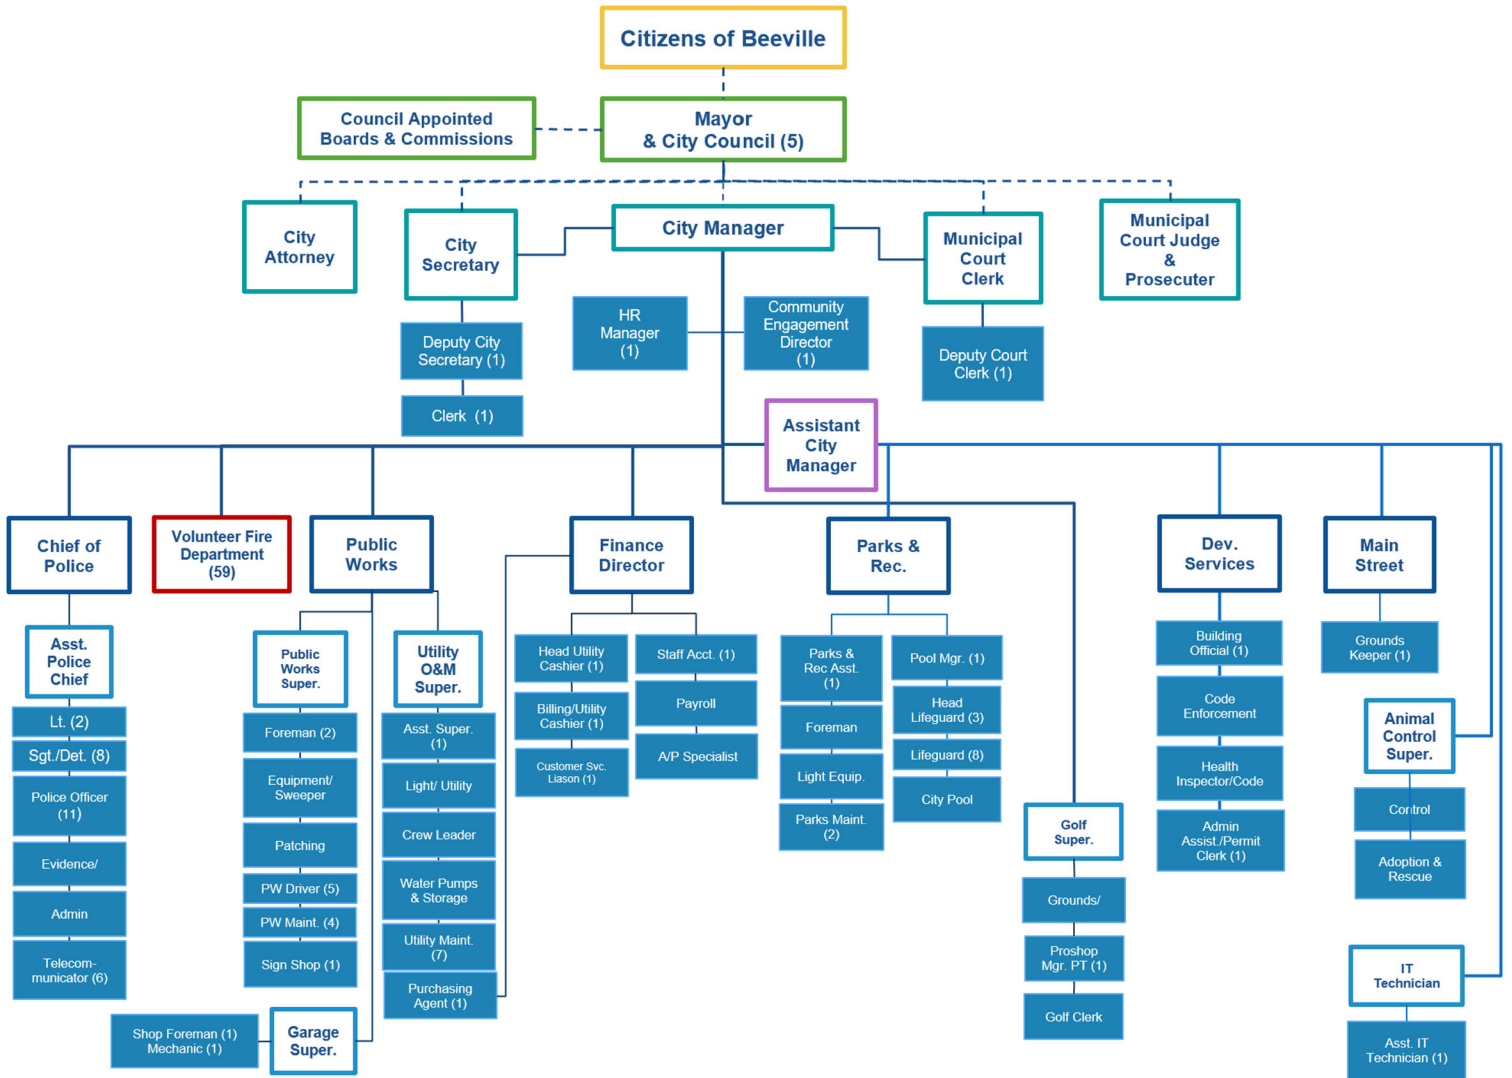 Citizens of Beeville
Council Appointed
Boards & Commissions
Mayor
& City Council (5)
City
Attorney
City
Secretary
City Manager
Municipal
Court
Clerk
Municipal
Court Judge
&
Prosecuter
Deputy City
Secretary (1)
Clerk (1)
HR
Manager
(1)
Community
Engagement
Director
(1)
Deputy Court
Clerk (1)
Assistant
City
Manager
Chief of
Police
Volunteer Fire
Department
(59)
Public
Works
Finance
Director
Parks &
Rec.
Dev.
Services
Main
Street
Asst.
Police
Chief
Lt. (2)
Sgt./Det. (8)
Police Officer
(11)
Evidence/
Admin
Telecom-
municator (6)
Public
Works
Super.
Foreman (2)
Equipment/
Sweeper
Patching
PW Driver (5)
PW Maint. (4)
Sign Shop (1)
Shop Foreman (1)
Mechanic (1)
Garage
Super.
Utility
O&M
Super.
Asst. Super.
(1)
Light/ Utility
Crew Leader
Water Pumps
& Storage
Utility Maint.
(7)
Purchasing
Agent (1)
Head Utility
Cashier (1)
Billing/Utility
Cashier (1)
Customer Svc.
Liason (1)
Staff Acct. (1)
Payroll
A/P Specialist
Parks &
Rec Asst.
(1)
Foreman
Light Equip.
Parks Maint.
(2)
Pool Mgr. (1)
Head
Lifeguard (3)
Lifeguard (8)
City Pool
Golf
Super.
Grounds/
Proshop
Mgr. PT (1)
Golf Clerk
Building
Official (1)
Code
Enforcement
Health
Inspector/Code
Admin
Assist./Permit
Clerk (1)
Grounds
Keeper (1)
Animal
Control
Super.
Control
Adoption &
Rescue
IT
Technician
Asst. IT
Technician (1)